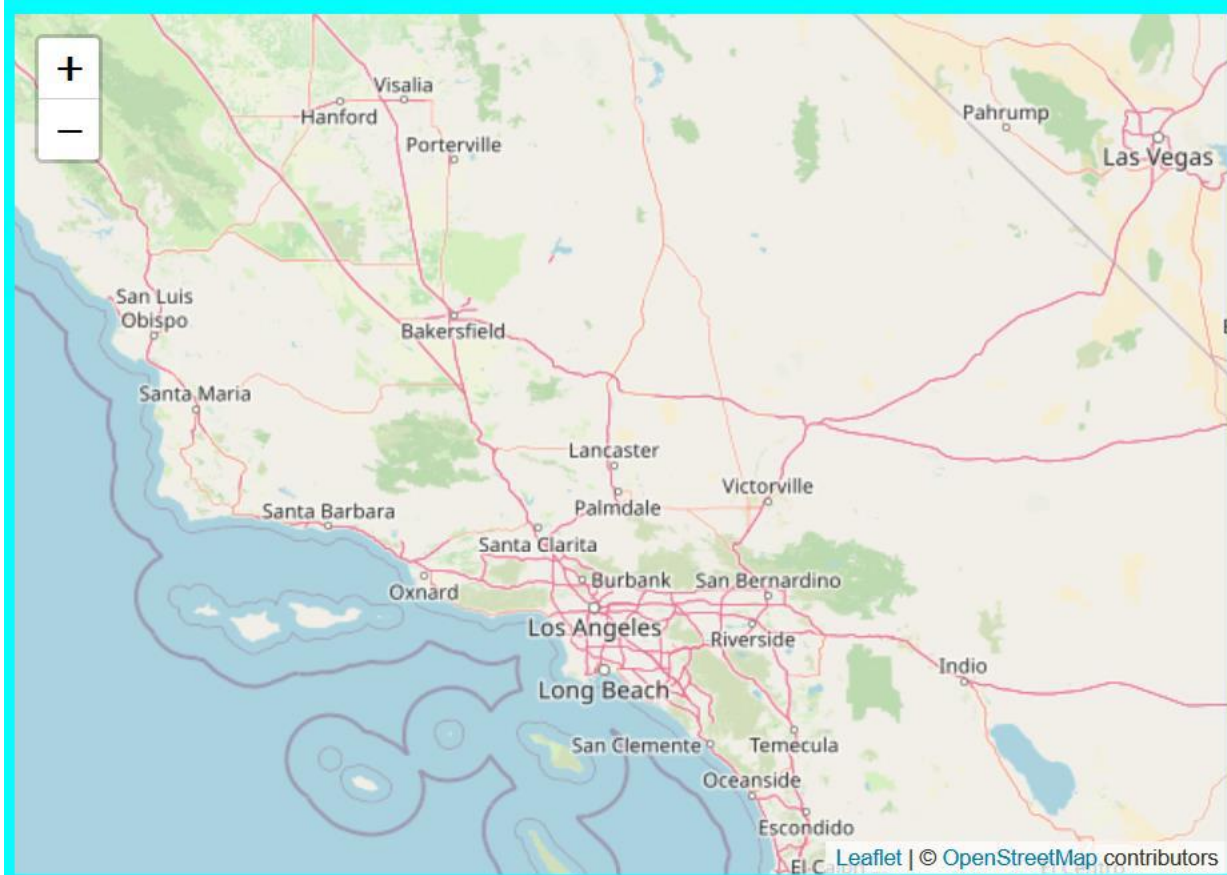 +
−
Visalia
Hanford
Porterville
Pahrump
Las Vegas
San Luis
Obispo
Bakersfield
Santa Maria
Lancaster
Victorville
Palmdale
Santa Barbara
Santa Clarita
Burbank
San Bernardino
Oxnard
Los Angeles
Riverside
Indio
Long Beach
San Clemente
Temecula
Oceanside
Escondido
Leaflet | © OpenStreetMap contributors